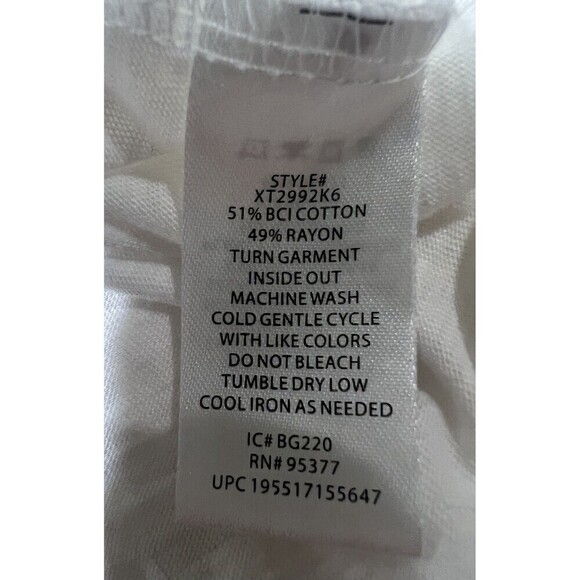 STYLE#
XT2992K6
51% BCI COTTON
49% RAYON
TURN GARMENT
INSIDE OUT
MACHINE WASH
COLD GENTLE CYCLE
WITH LIKE COLORS
DO NOT BLEACH
TUMBLE DRY LOW
COOL IRON AS NEEDED
IC# BG220
RN# 95377
UPC 195517155647